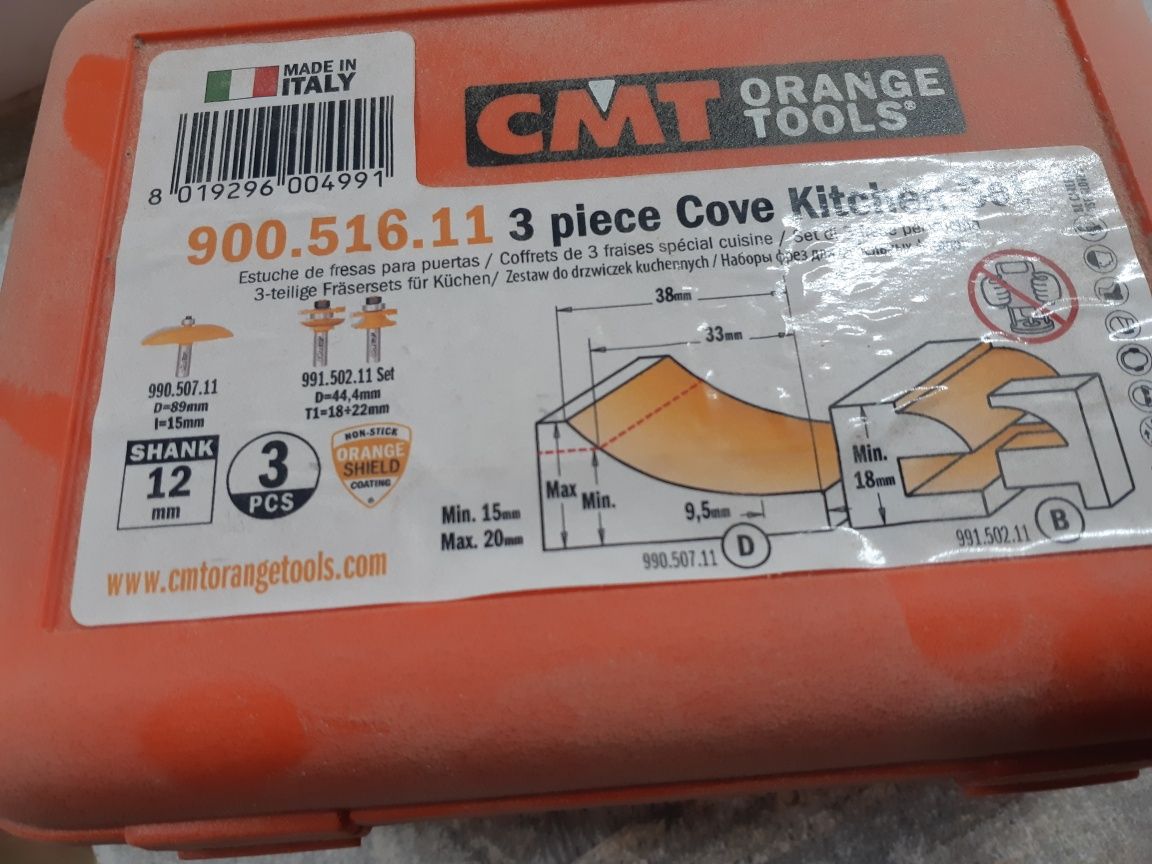 MADE IN
ITALY
8 019296 004991
CMT ORANGE
TOOLS®
900.516.11 3 piece Cove Kitchen Set
Estuche de fresas para puertas / Coffrets de 3 fraises spécial cuisine / Set di
3-teilige Fräsersets für Küchen/ Zestaw do drzwiczek kuchennych / Наборы фрез для
990.507.11
D=89mm
I=15mm
991.502.11 Set
D=44,4mm
T1=18÷22mm
SHANK
12
mm
3
PCS
NON-STICK
ORANGE
SHIELD
COATING
www.cmtorangetools.com
38mm
33mm
Max
Min.
9,5mm
Min. 15mm
Max. 20mm
990.507.11 D
Min.
18mm
991.502.11 B